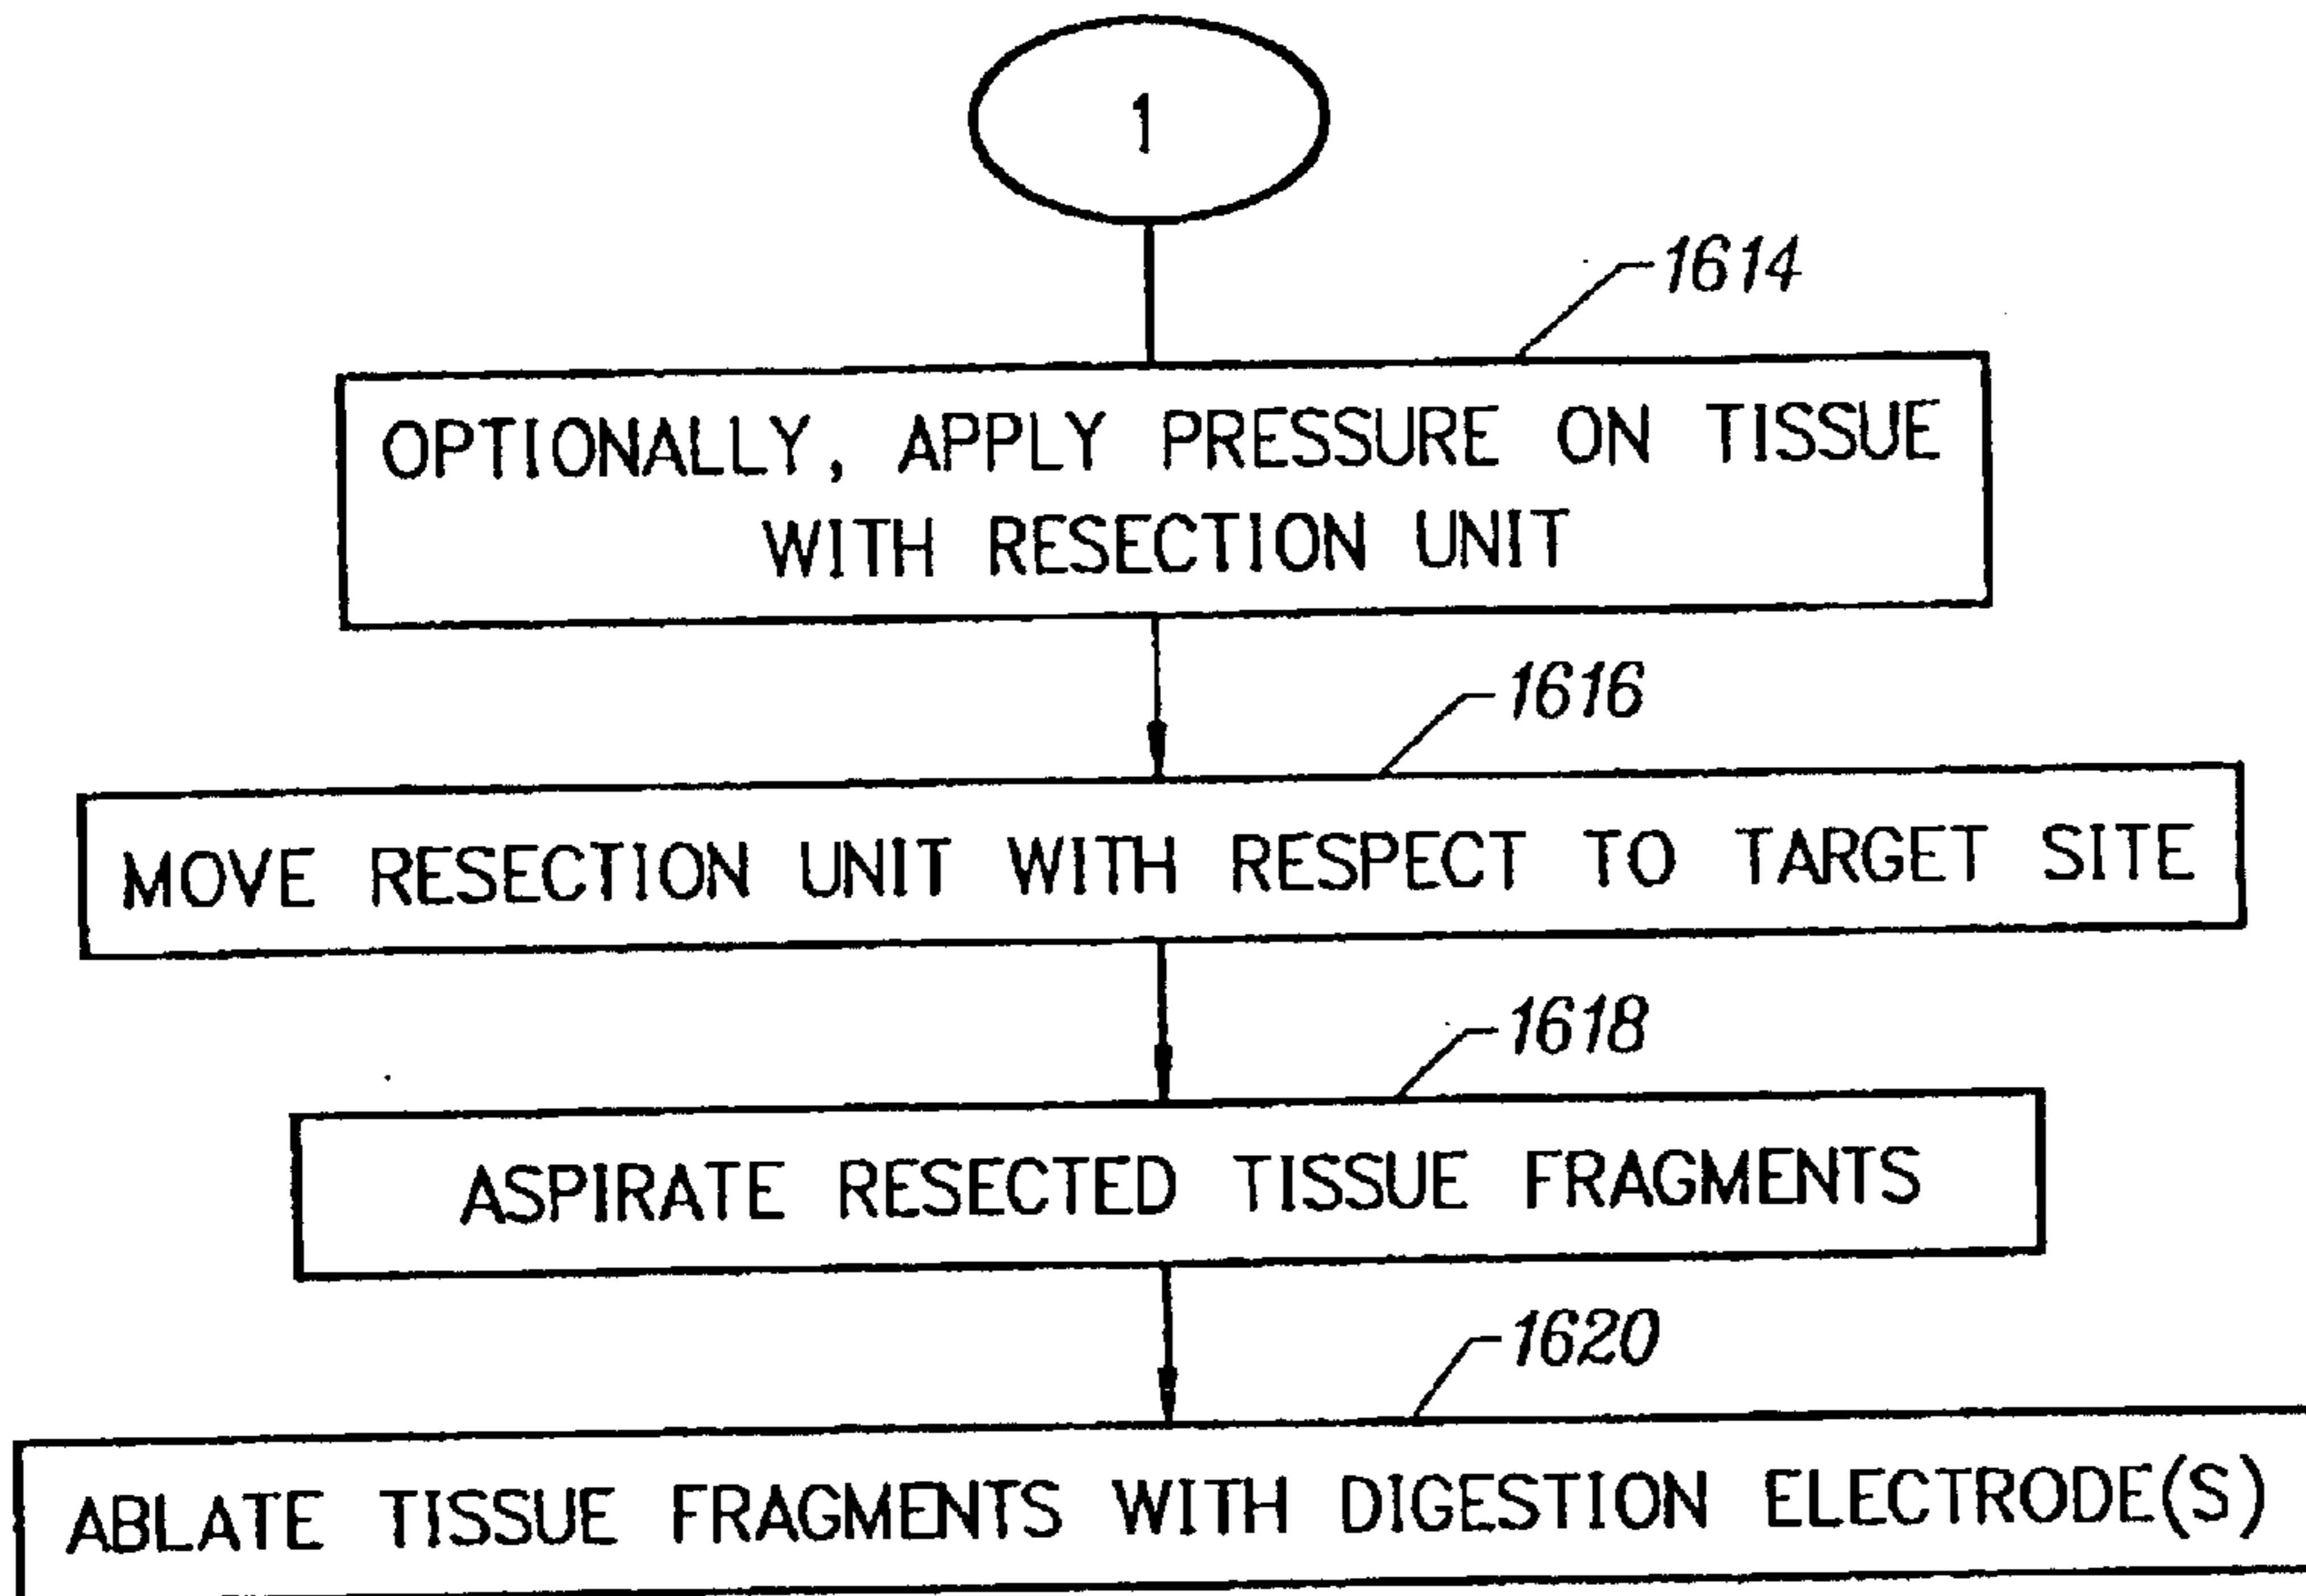 1
1614
OPTIONALLY, APPLY PRESSURE ON TISSUE
WITH RESECTION UNIT
1616
MOVE RESECTION UNIT WITH RESPECT TO TARGET SITE
1618
ASPIRATE RESECTED TISSUE FRAGMENTS
1620
ABLATE TISSUE FRAGMENTS WITH DIGESTION ELECTRODE(S)